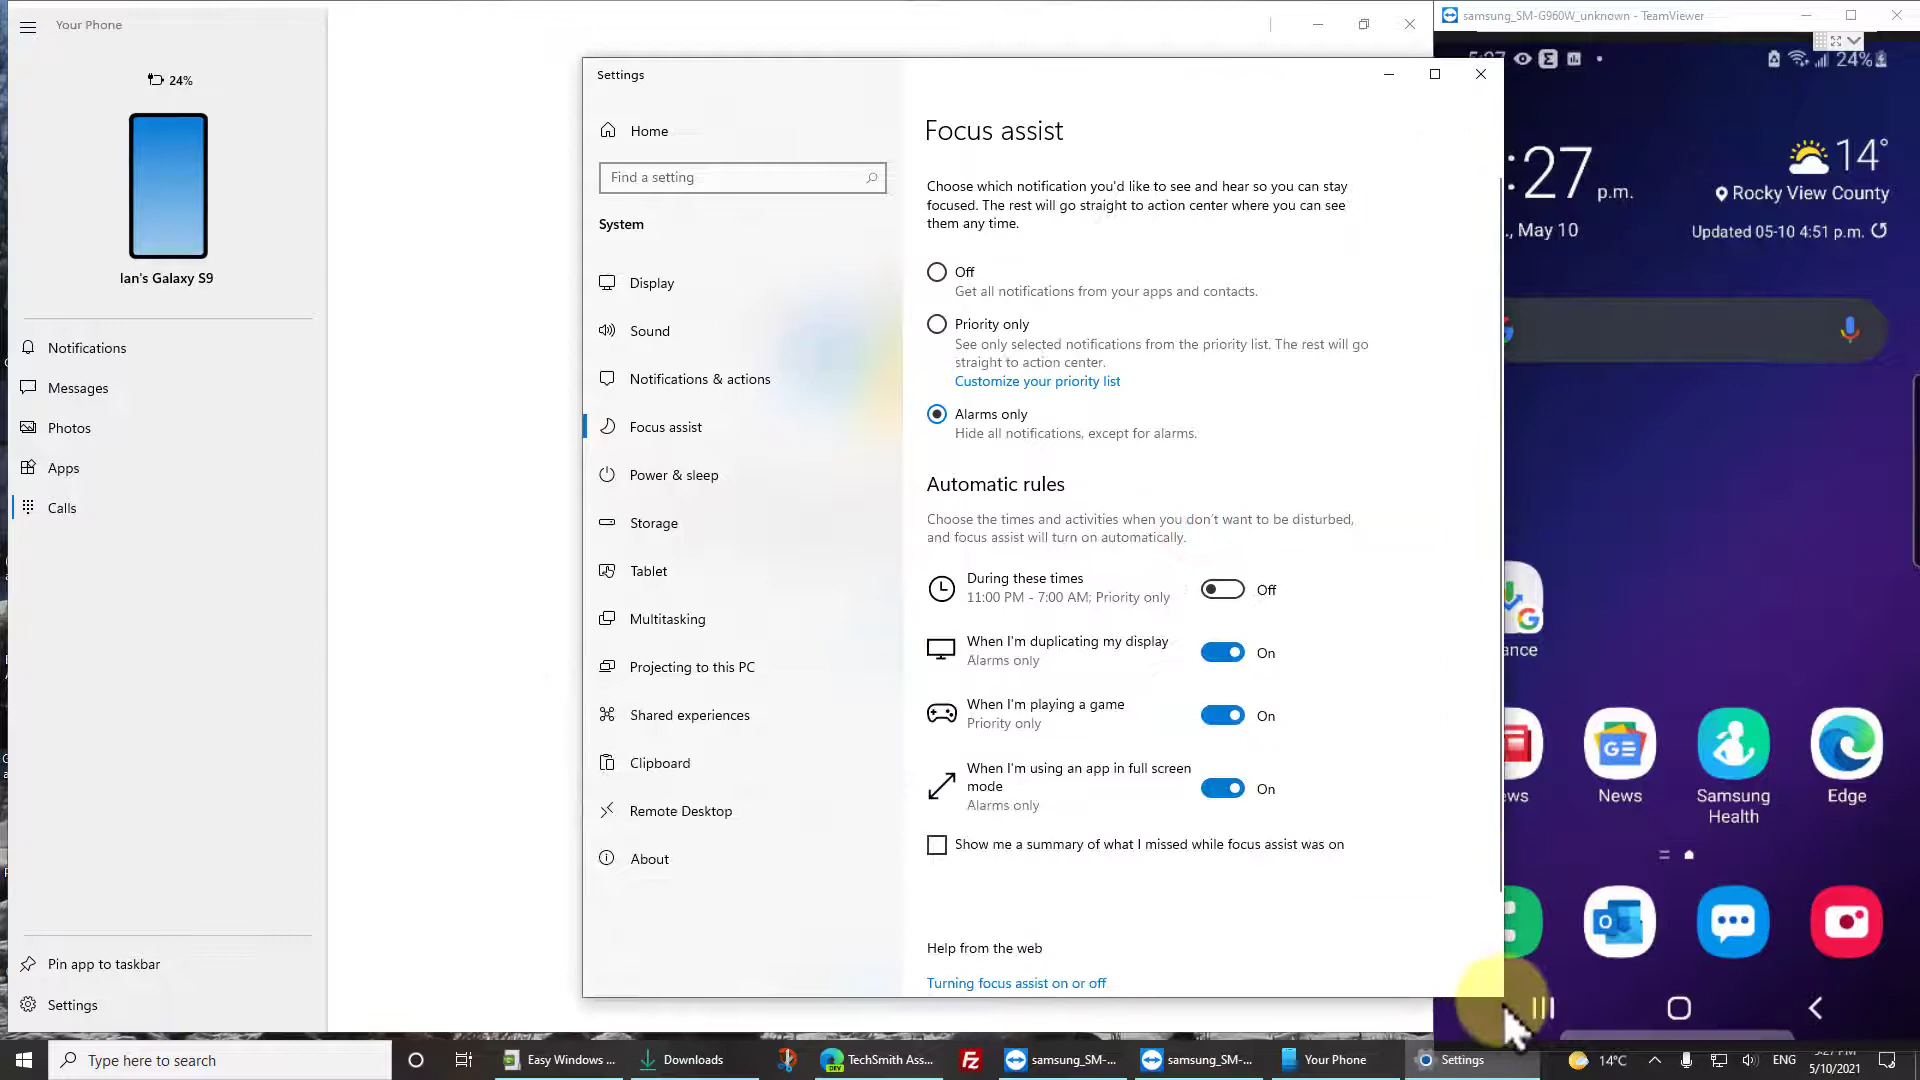 Your Phone
24%
Ian's Galaxy S9
Notifications
Messages
Photos
Apps
Calls
Pin app to taskbar
Settings
Settings
Home
Find a setting
System
Display
Sound
Notifications & actions
Focus assist
Power & sleep
Storage
Tablet
Multitasking
Projecting to this PC
Shared experiences
Clipboard
Remote Desktop
About
Focus assist
Choose which notification you'd like to see and hear so you can stay
focused. The rest will go straight to action center where you can see
them any time.
Off
Get all notifications from your apps and contacts.
Priority only
See only selected notifications from the priority list. The rest will go
straight to action center.
Customize your priority list
Alarms only
Hide all notifications, except for alarms.
Automatic rules
Choose the times and activities when you don't want to be disturbed,
and focus assist will turn on automatically.
During these times
11:00 PM - 7:00 AM; Priority only
Off
When I'm duplicating my display
Alarms only
On
When I'm playing a game
Priority only
On
When I'm using an app in full screen
mode
Alarms only
On
Show me a summary of what I missed while focus assist was on
Help from the web
Turning focus assist on or off
samsung_SM-G960W_unknown - TeamViewer
24%
:27 p.m.
14°
Rocky View County
., May 10
Updated 05-10 4:51 p.m.
ance
ews
News
Samsung
Health
Edge
Type here to search
Easy Windows ...
Downloads
DEV
TechSmith Ass...
samsung_SM-...
samsung_SM-...
Your Phone
Settings
14°C
ENG
5/10/2021